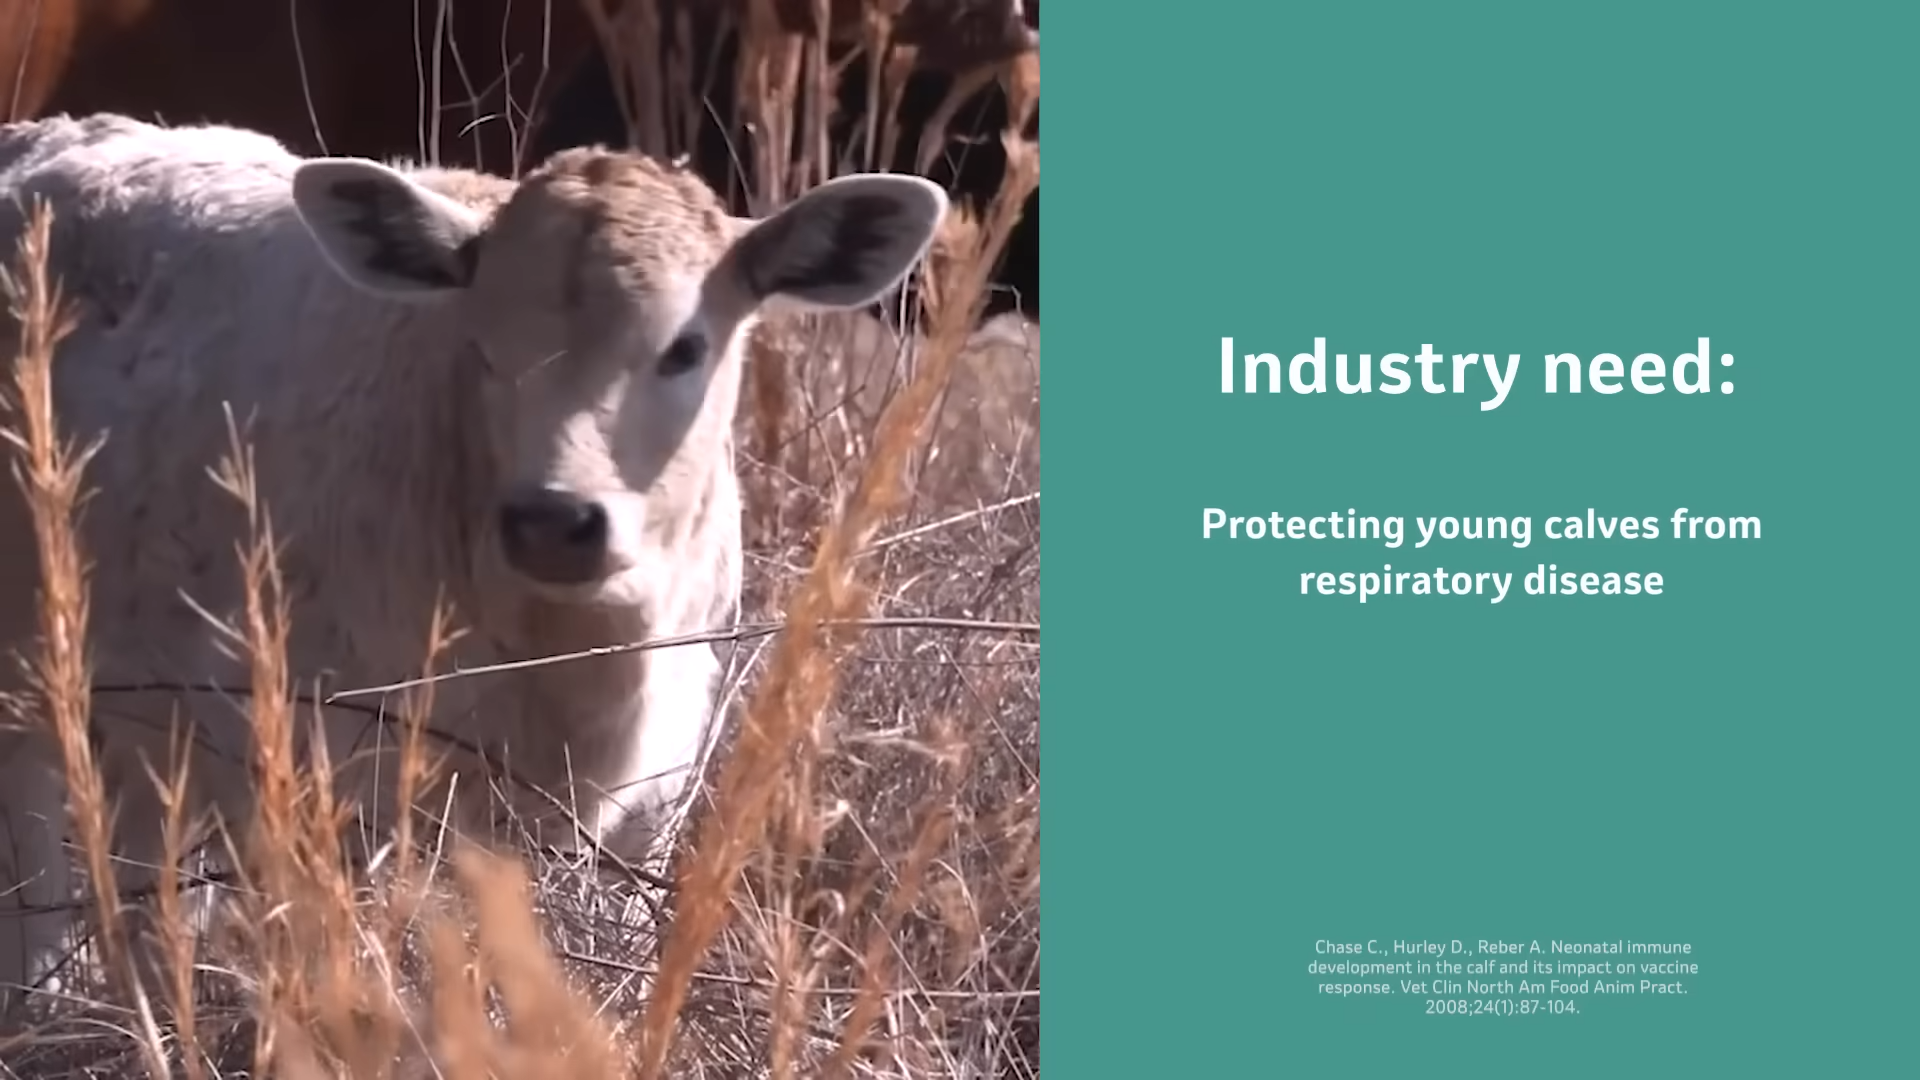 Industry need:
Protecting young calves from
respiratory disease
Chase C., Hurley D., Reber A. Neonatal immune
development in the calf and its impact on vaccine
response. Vet Clin North Am Food Anim Pract.
2008;24(1):87-104.